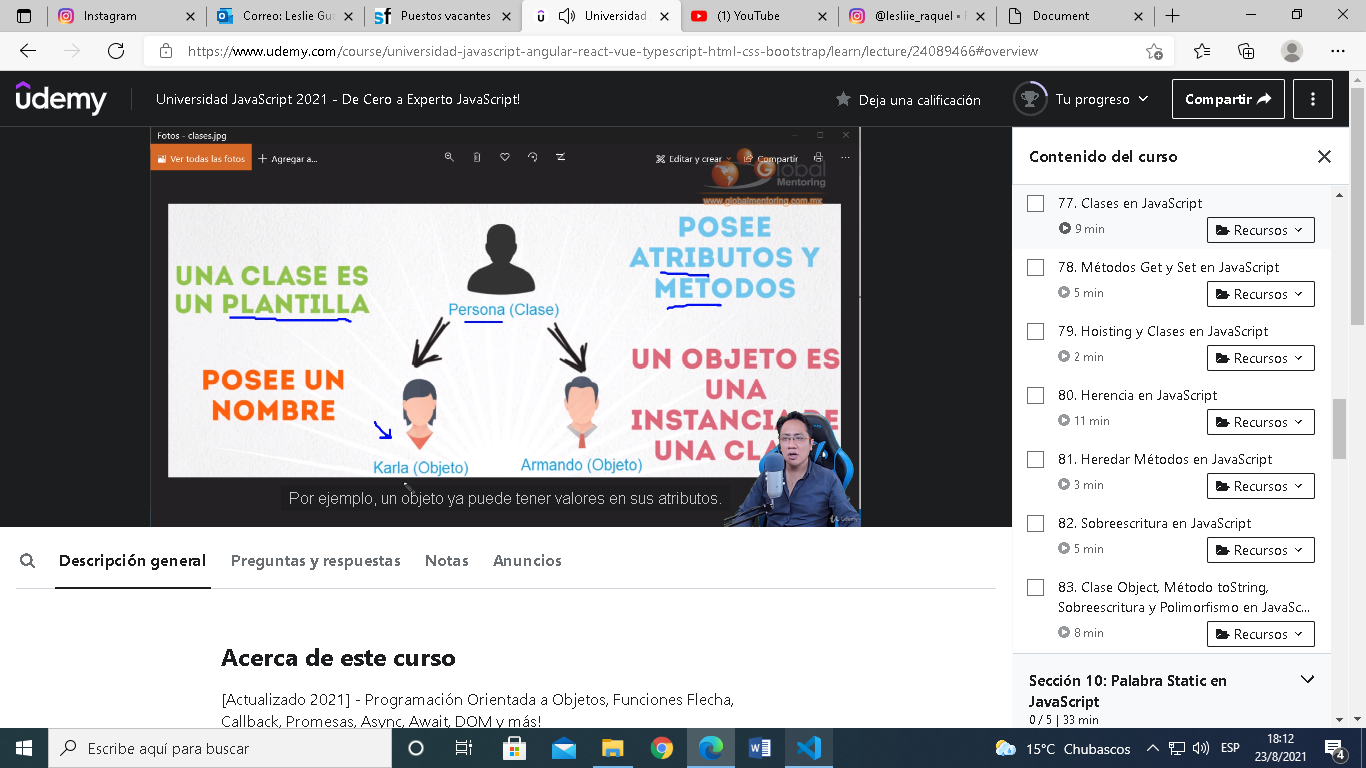 Instagram
Correo: Leslie Gua
Puestos vacantes
Universidad
(1) YouTube
@lesliie_raquel •
Document
https://www.udemy.com/course/universidad-javascript-angular-react-vue-typescript-html-css-bootstrap/learn/lecture/24089466#overview
udemy
Universidad JavaScript 2021 - De Cero a Experto JavaScript!
Deja una calificación
Tu progreso
Compartir
Fotos - clases.jpg
Ver todas las fotos
Agregar a...
Editar y crear
Compartir
Global
Mentoring
www.globalmentoring.com.mx
UNA CLASE ES
UN PLANTILLA
Persona (Clase)
POSEE
ATRIBUTOS Y
METODOS
POSEE UN
NOMBRE
UN OBJETO ES
UNA
INSTANCIA DE
UNA
Karla (Objeto)
Armando (Objeto)
Por ejemplo, un objeto ya puede tener valores en sus atributos.
Udemy
Contenido del curso
77. Clases en JavaScript
9 min
Recursos
78. Métodos Get y Set en JavaScript
5 min
Recursos
79. Hoisting y Clases en JavaScript
2 min
Recursos
80. Herencia en JavaScript
11 min
Recursos
81. Heredar Métodos en JavaScript
3 min
Recursos
82. Sobreescritura en JavaScript
5 min
Recursos
83. Clase Object, Método toString,
Sobreescritura y Polimorfismo en JavaSc...
8 min
Recursos
Sección 10: Palabra Static en
JavaScript
0 / 5 | 33 min
Descripción general
Preguntas y respuestas
Notas
Anuncios
Acerca de este curso
[Actualizado 2021] - Programación Orientada a Objetos, Funciones Flecha,
Callback, Promesas, Async, Await, DOM y más!
Escribe aquí para buscar
15°C Chubascos
ESP
18:12
23/8/2021
4